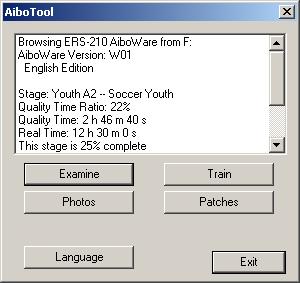 AiboTool
Browsing ERS-210 AiboWare from F:
AiboWare Version: W01
English Edition
Stage: Youth A2 -- Soccer Youth
Quality Time Ratio: 22%
Quality Time: 2 h 46 m 40 s
Real Time: 12 h 30 m 0 s
This stage is 25% complete
Examine
Train
Photos
Patches
Language
Exit